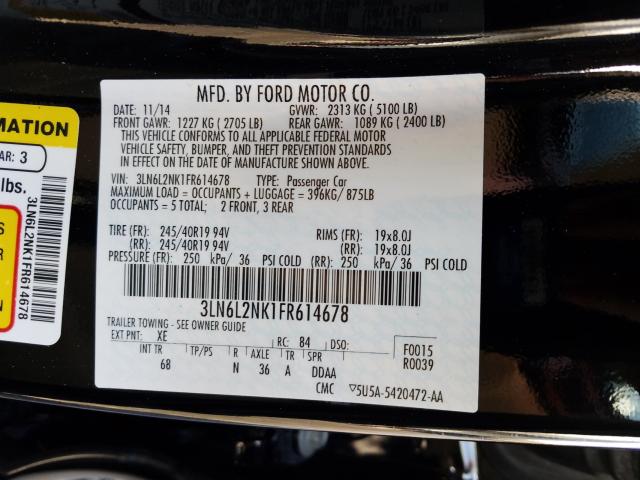 MFD. BY FORD MOTOR CO.
DATE: 11/14 GVWR: 2313 KG ( 5100 LB)
FRONT GAWR: 1227 KG ( 2705 LB) REAR GAWR: 1089 KG ( 2400 LB)
THIS VEHICLE CONFORMS TO ALL APPLICABLE FEDERAL MOTOR
VEHICLE SAFETY, BUMPER, AND THEFT PREVENTION STANDARDS
IN EFFECT ON THE DATE OF MANUFACTURE SHOWN ABOVE.
VIN: 3LN6L2NK1FR614678 TYPE: Passenger Car
MAXIMUM LOAD = OCCUPANTS + LUGGAGE = 396KG/ 875LB
OCCUPANTS = 5 TOTAL; 2 FRONT, 3 REAR
TIRE (FR): 245/40R19 94V RIMS (FR): 19x8.0J
(RR): 245/40R19 94V (RR): 19x8.0J
PRESSURE (FR): 250 kPa/ 36 PSI COLD (RR): 250 kPa/ 36 PSI COLD
3LN6L2NK1FR614678
TRAILER TOWING - SEE OWNER GUIDE
EXT PNT: XE RC: 84 DSO: F0015
INT TR TP/PS R AXLE TR SPR R0039
68 N 36 A DDAA
CMC ▽5U5A-5420472-AA
MATION
AR: 3
lbs.
3LN6L2NK1FR614678